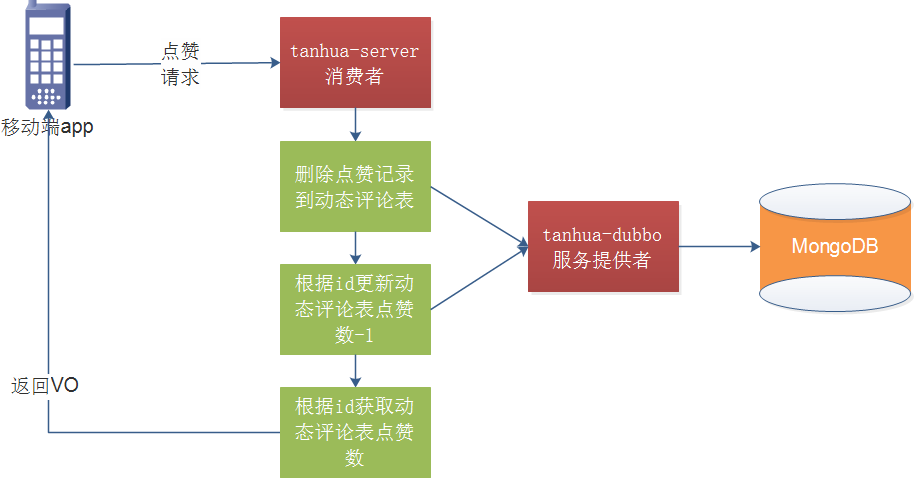 点赞
请求
移动端app
tanhua-server
消费者
删除点赞记录
到动态评论表
根据id更新动
态评论表点赞
数-1
根据id获取动
态评论表点赞
数
返回VO
tanhua-dubbo
服务提供者
MongoDB